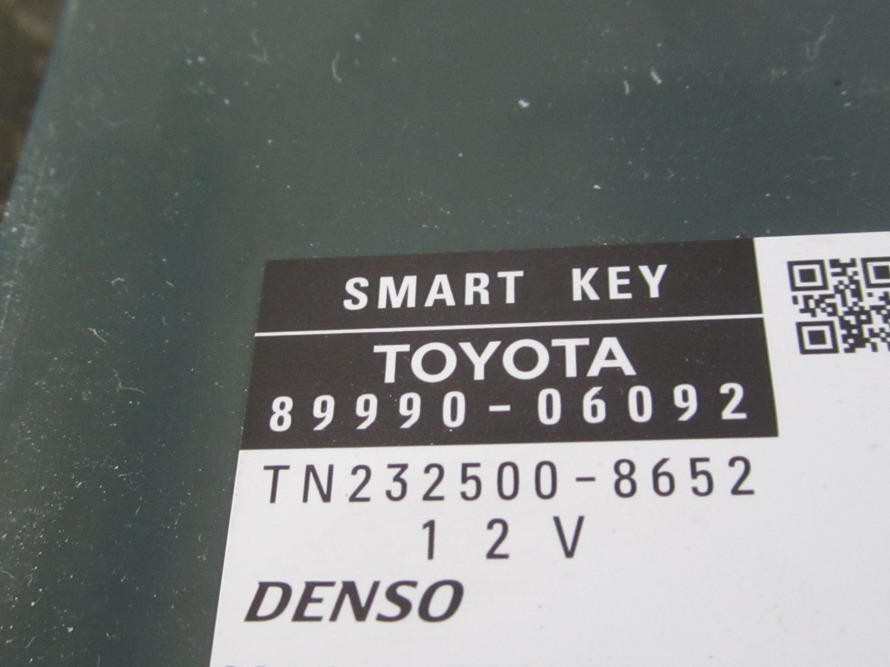 SMART KEY
TOYOTA
89990-06092
TN232500-8652
12V
DENSO